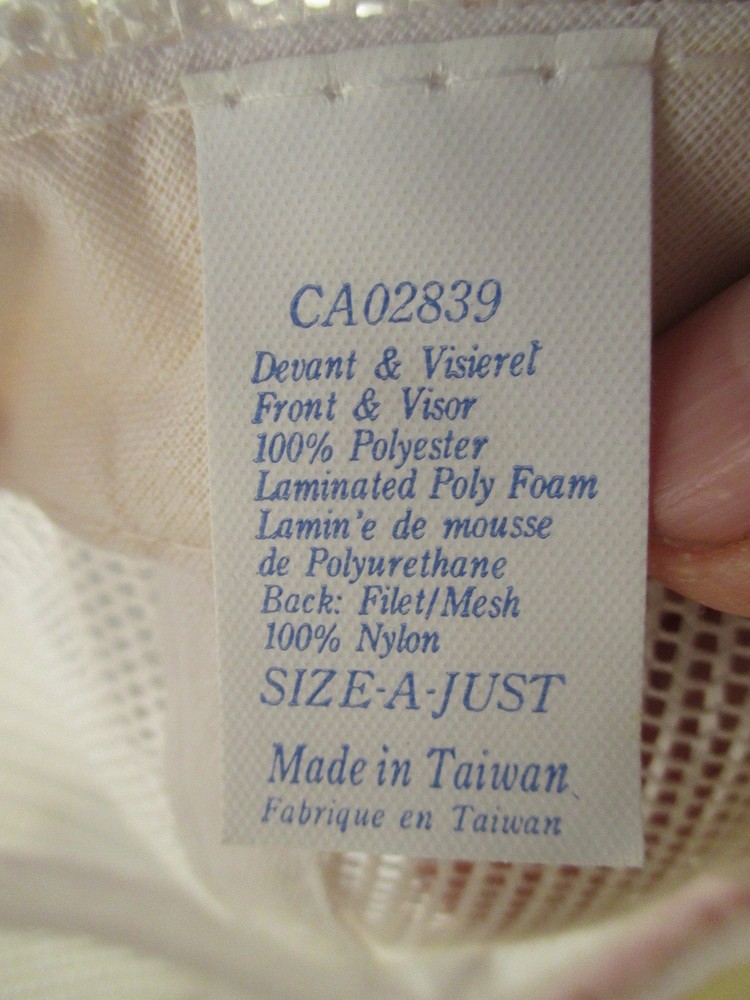 CA02839
Devant & Visieret
Front & Visor
100% Polyester
Laminated Poly Foam
Lamin'e de mousse
de Polyurethane
Back: Filet/Mesh
100% Nylon
SIZE-A-JUST
Made in Taiwan
Fabrique en Taiwan